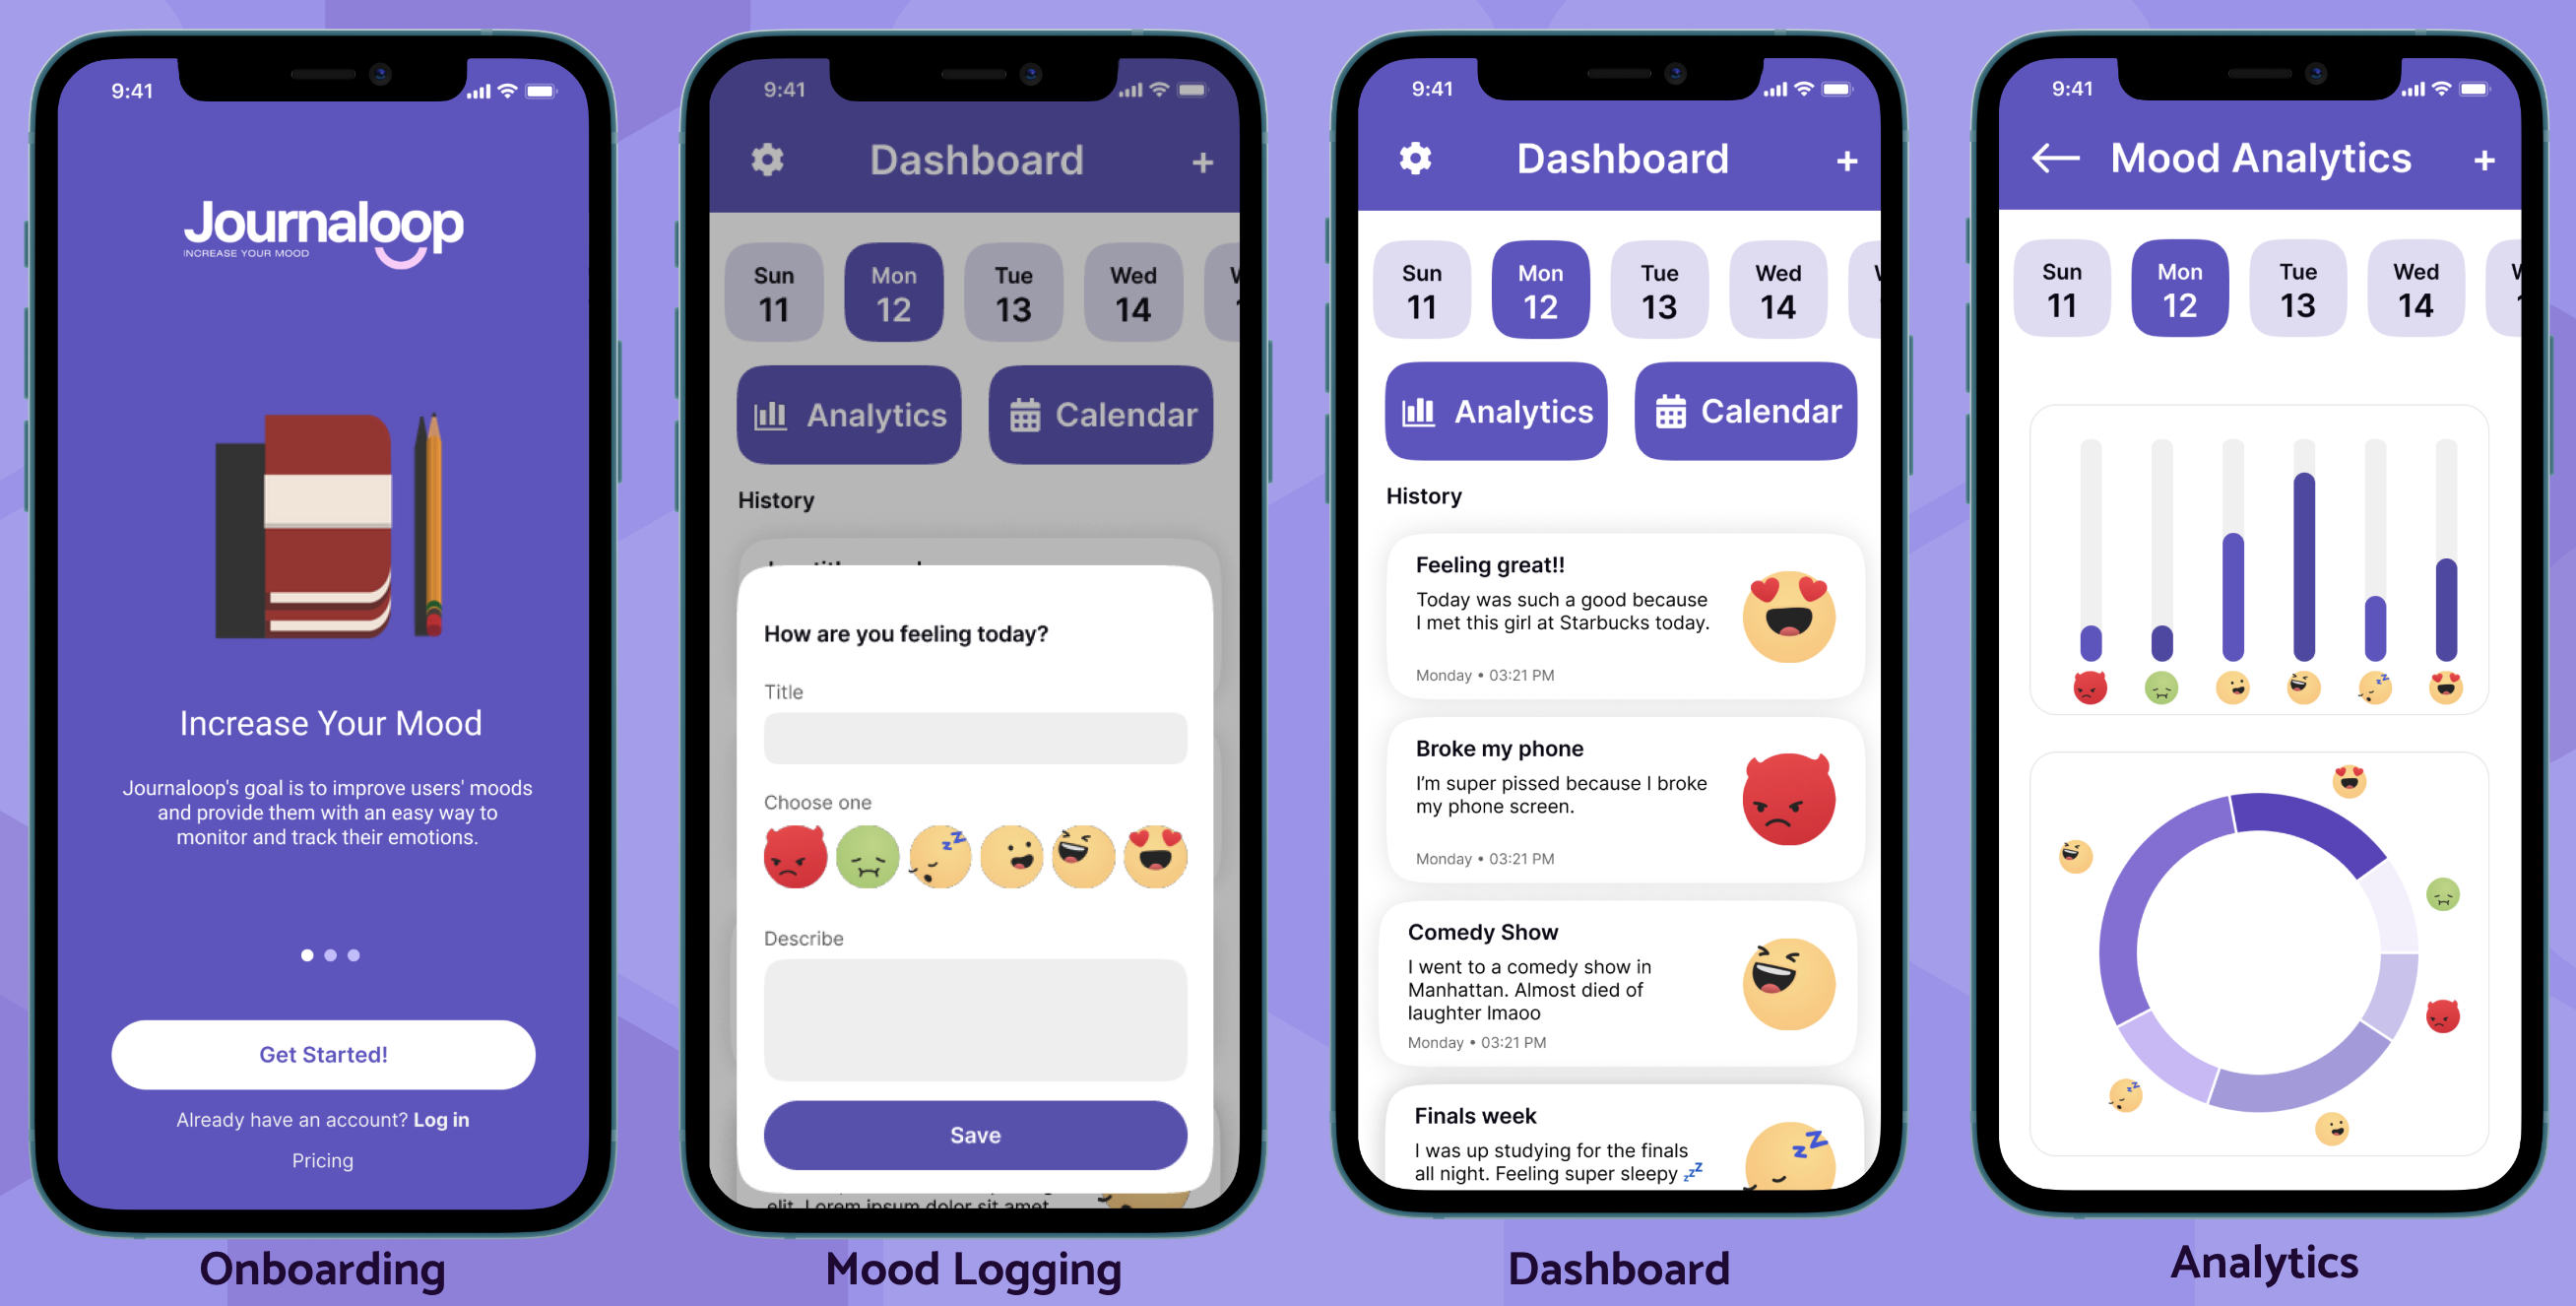 9:41
Journaloop
INCREASE YOUR MOOD
Increase Your Mood
Journaloop's goal is to improve users' moods
and provide them with an easy way to
monitor and track their emotions.
Get Started!
Already have an account? Log in
Pricing
Onboarding
9:41
Dashboard
+
Sun Mon Tue Wed
11 12 13 14
Analytics Calendar
History
How are you feeling today?
Title
Choose one
Describe
Save
elit. Lorem ipsum dolor sit amet
Mood Logging
9:41
Dashboard
+
Sun Mon Tue Wed
11 12 13 14
Analytics Calendar
History
Feeling great!!
Today was such a good because
I met this girl at Starbucks today.
Monday • 03:21 PM
Broke my phone
I'm super pissed because I broke
my phone screen.
Monday • 03:21 PM
Comedy Show
I went to a comedy show in
Manhattan. Almost died of
laughter lmaoo
Monday • 03:21 PM
Finals week
I was up studying for the finals
all night. Feeling super sleepy 💤
Dashboard
9:41
Mood Analytics
+
Sun Mon Tue Wed
11 12 13 14
Analytics